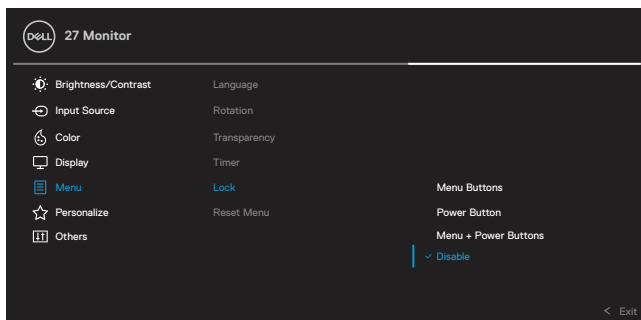 DELL
27 Monitor
Brightness/Contrast
Language
Input Source
Rotation
Color
Transparency
Display
Timer
Menu
Lock
Menu Buttons
Personalize
Reset Menu
Power Button
Others
Menu + Power Buttons
Disable
< Exit